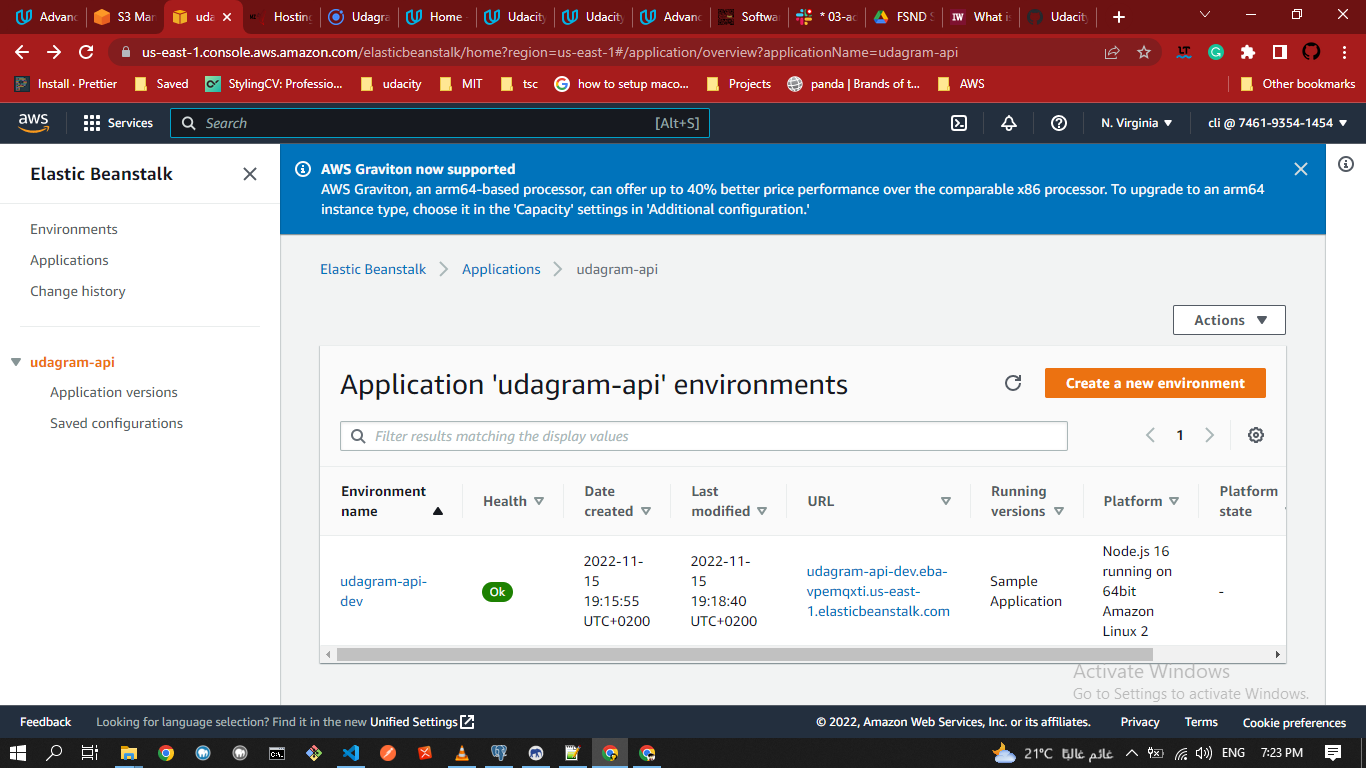 Advanc
S3 Man
uda
Hosting
Udagra
Home -
Udacity
Udacity
Advanc
Softwa
* 03-ac
FSND S
What is
Udacity
us-east-1.console.aws.amazon.com/elasticbeanstalk/home?region=us-east-1#/application/overview?applicationName=udagram-api
Install · Prettier
Saved
StylingCV: Professio...
udacity
MIT
tsc
how to setup maco...
Projects
panda | Brands of t...
AWS
Other bookmarks
aws
Services
Search
[Alt+S]
N. Virginia
cli @ 7461-9354-1454
Elastic Beanstalk
Environments
Applications
Change history
udagram-api
Application versions
Saved configurations
AWS Graviton now supported
AWS Graviton, an arm64-based processor, can offer up to 40% better price performance over the comparable x86 processor. To upgrade to an arm64
instance type, choose it in the 'Capacity' settings in 'Additional configuration.'
Elastic Beanstalk
Applications
udagram-api
Actions
Application 'udagram-api' environments
Create a new environment
Filter results matching the display values
1
Environment
name
Health
Date
created
Last
modified
URL
Running
versions
Platform
Platform
state
udagram-api-
dev
Ok
2022-11-
15
19:15:55
UTC+0200
2022-11-
15
19:18:40
UTC+0200
udagram-api-dev.eba-
vpemqxti.us-east-
1.elasticbeanstalk.com
Sample
Application
Node.js 16
running on
64bit
Amazon
Linux 2
-
Activate Windows
Go to Settings to activate Windows.
Feedback
Looking for language selection? Find it in the new Unified Settings
© 2022, Amazon Web Services, Inc. or its affiliates.
Privacy
Terms
Cookie preferences
21°C غائم غالبًا
ENG
7:23 PM